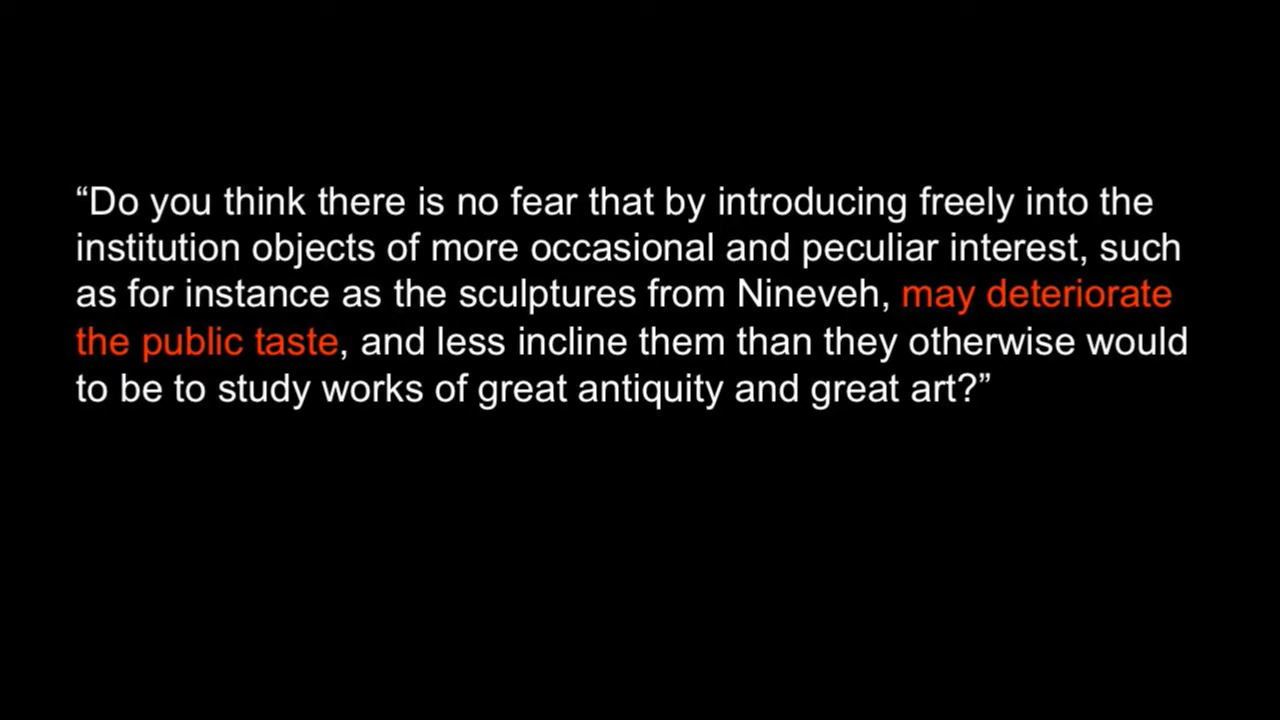 “Do you think there is no fear that by introducing freely into the
institution objects of more occasional and peculiar interest, such
as for instance as the sculptures from Nineveh, may deteriorate
the public taste, and less incline them than they otherwise would
to be to study works of great antiquity and great art?”